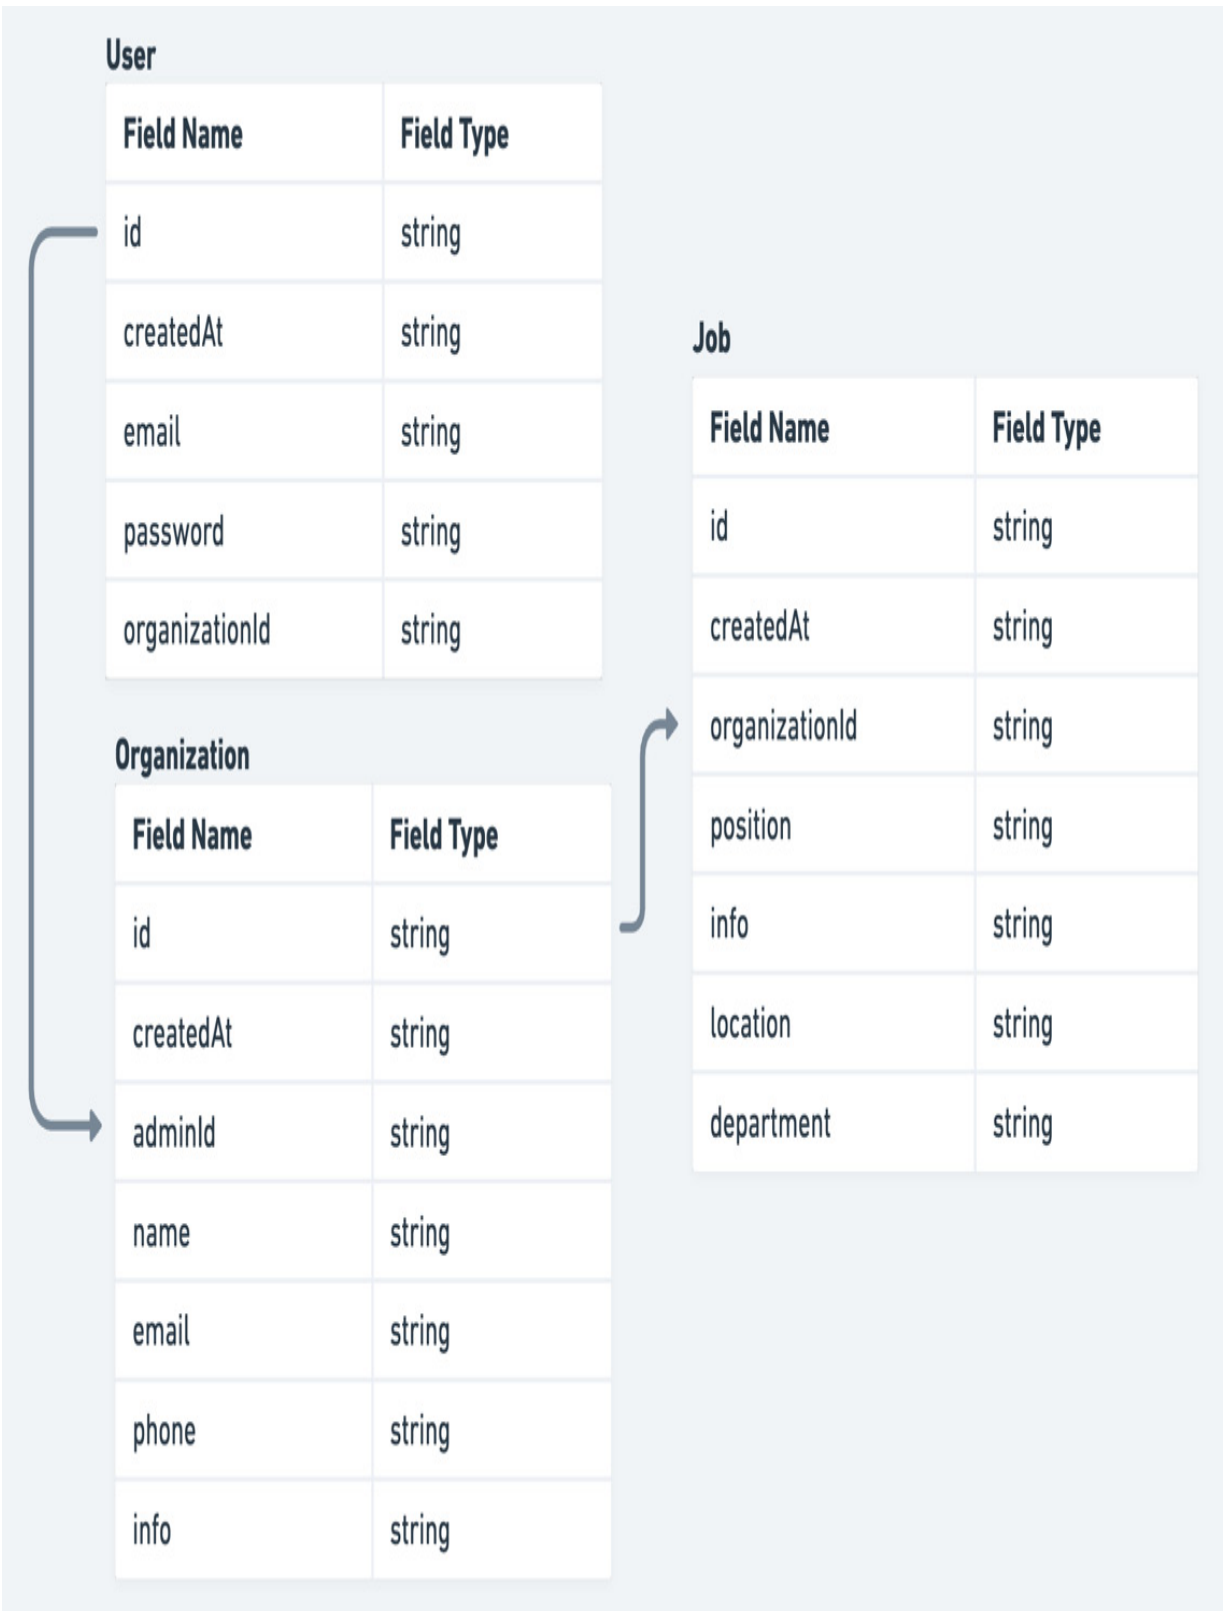 User
Field Name Field Type
id string
createdAt string
email string
password string
organizationId string
Organization
Field Name Field Type
id string
createdAt string
adminId string
name string
email string
phone string
info string
Job
Field Name Field Type
id string
createdAt string
organizationId string
position string
info string
location string
department string